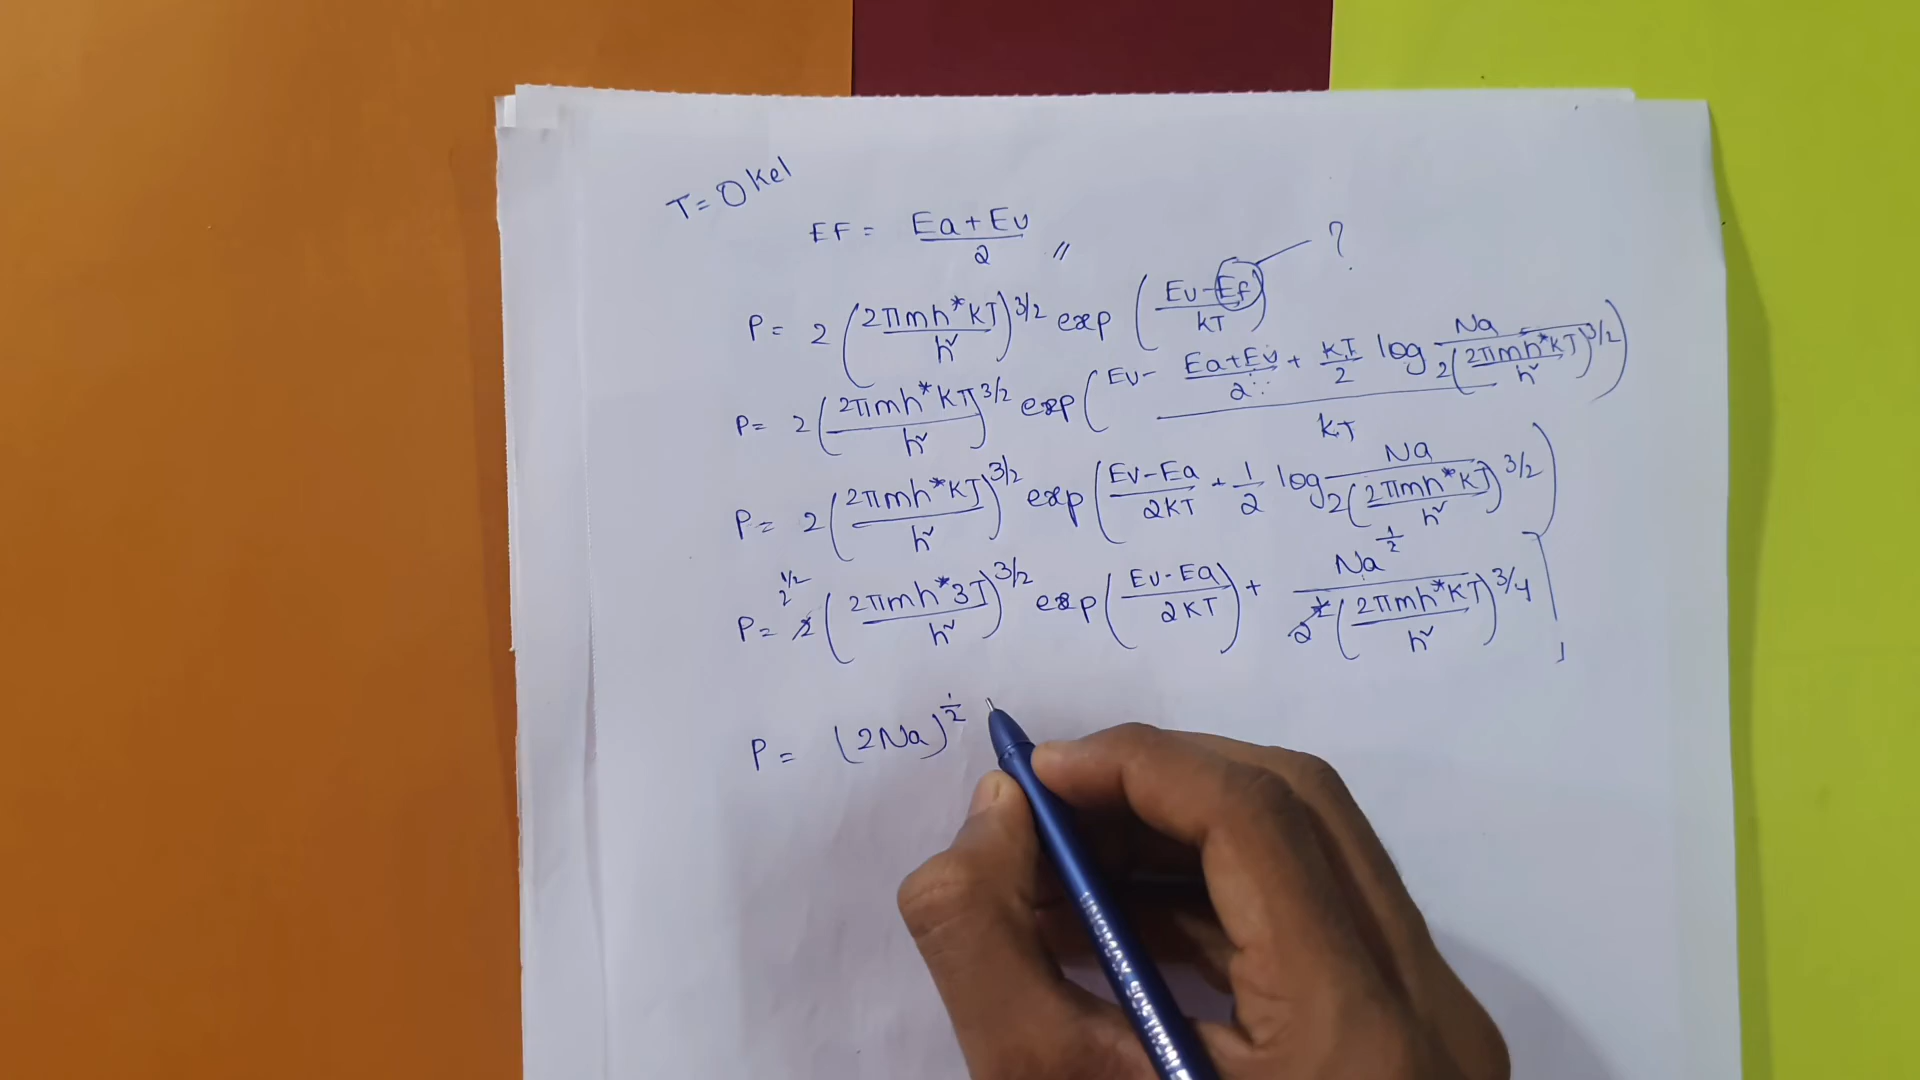 T = 0 Kel
EF = Ea + Ev / 2 //
P = 2 (2πmh*kT / h²)^3/2 exp (Ev - Ef / kT) ?
P = 2 (2πmh*kT / h²)^3/2 exp (Ev - Ea + Ev / 2 + kT / 2 log Na / 2(2πmh*kT / h²)^3/2 / kT)
P = 2 (2πmh*kT / h²)^3/2 exp (Ev - Ea / 2kT + 1/2 log Na / 2(2πmh*kT / h²)^3/2)
P = 2^1/2 (2πmh*3T / h²)^3/2 exp (Ev - Ea / 2kT) + Na^1/2 / 2^1/2 (2πmh*kT / h²)^3/4
P = (2Na)^1/2